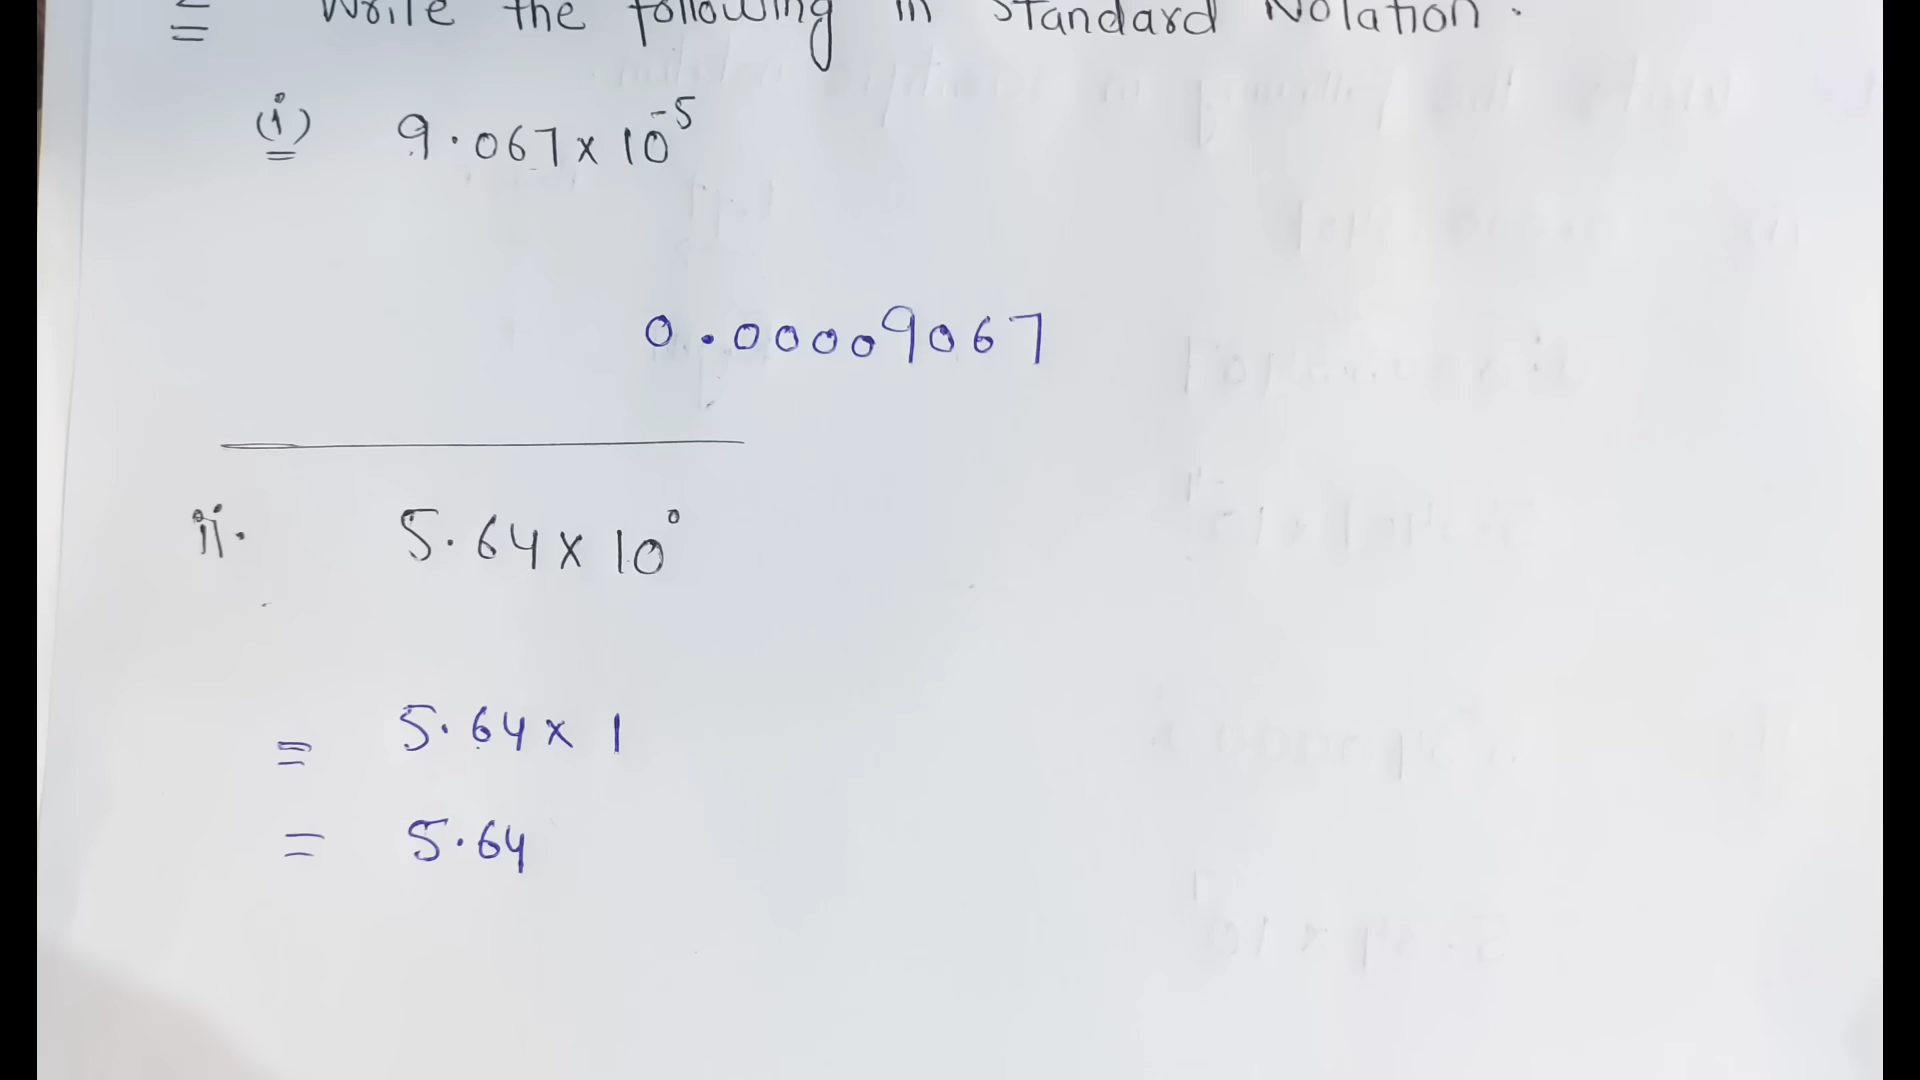 Write the following in Standard Notation.
(i) 9.067 x 10⁻⁵
0.00009067
ii. 5.64 x 10⁰
= 5.64 x 1
= 5.64